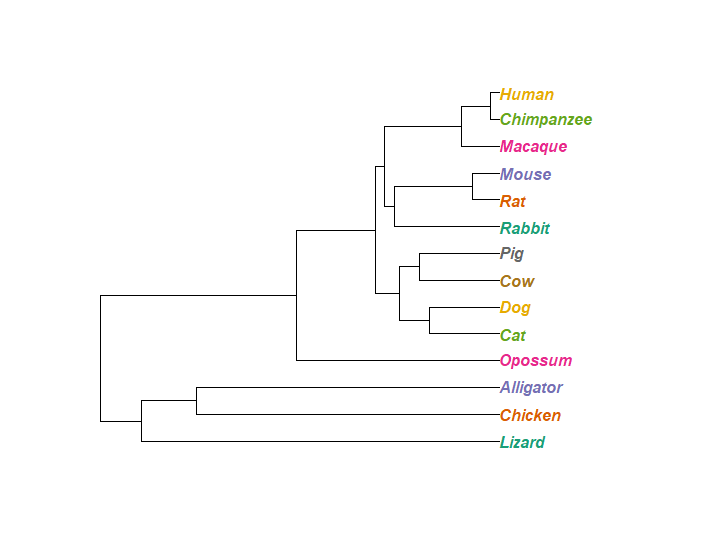 Human
Chimpanzee
Macaque
Mouse
Rat
Rabbit
Pig
Cow
Dog
Cat
Opossum
Alligator
Chicken
Lizard